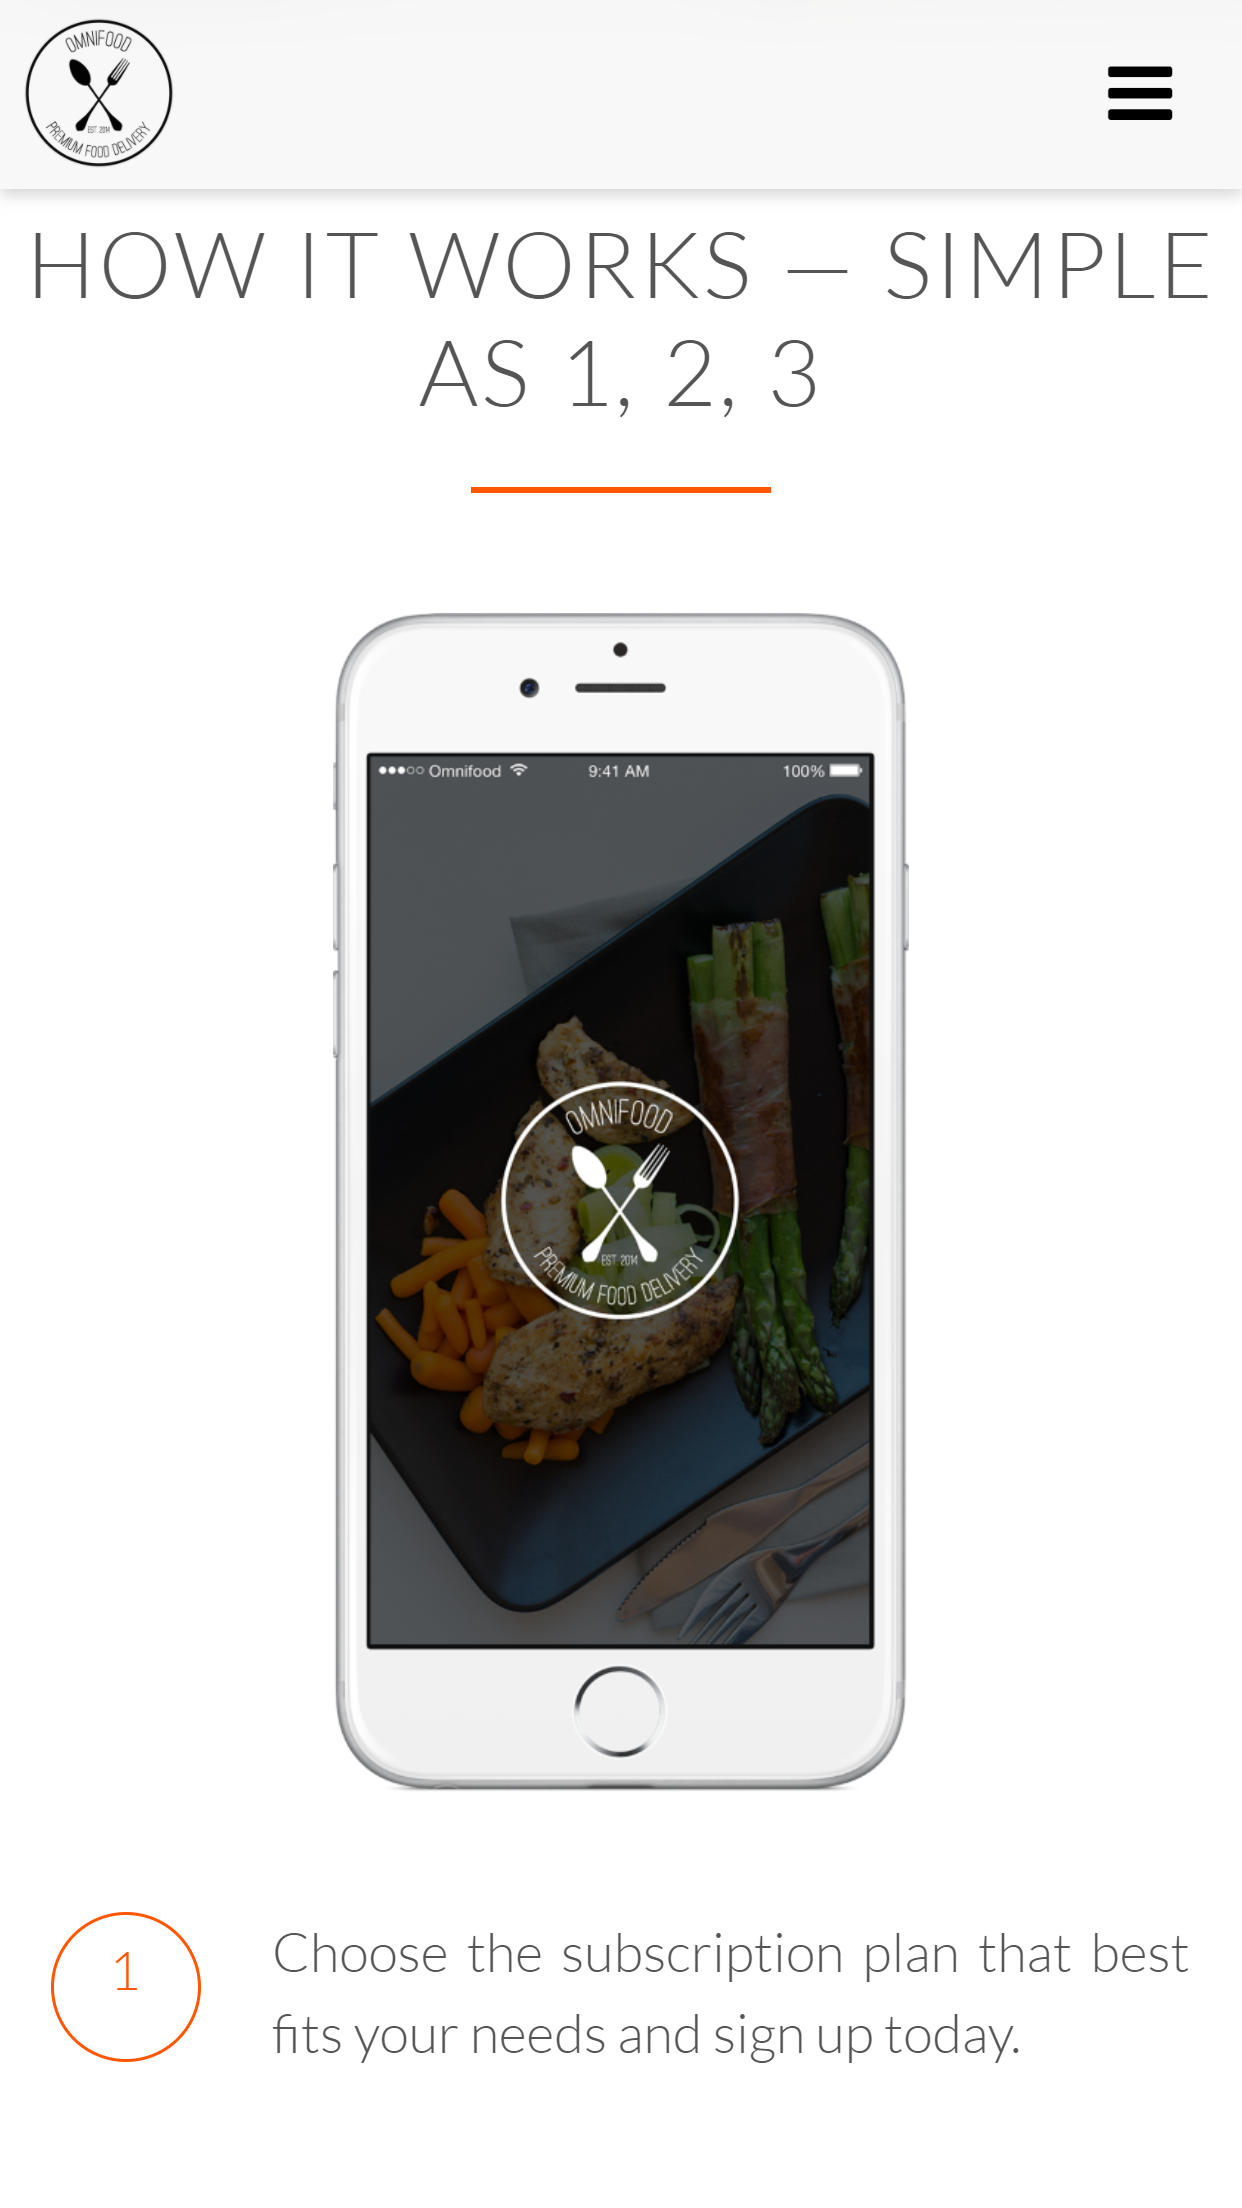 OMNIFOOD
EST. 2014
PREMIUM FOOD DELIVERY
HOW IT WORKS — SIMPLE
AS 1, 2, 3
Omnifood 9:41 AM 100%
OMNIFOOD
EST. 2014
PREMIUM FOOD DELIVERY
1
Choose the subscription plan that best
fits your needs and sign up today.